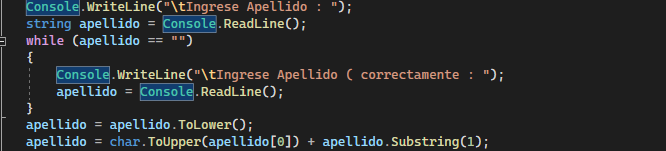 Console.WriteLine("\tIngrese Apellido : ");
string apellido = Console.ReadLine();
while (apellido == "")
{
Console.WriteLine("\tIngrese Apellido ( correctamente : ");
apellido = Console.ReadLine();
}
apellido = apellido.ToLower();
apellido = char.ToUpper(apellido[0]) + apellido.Substring(1);